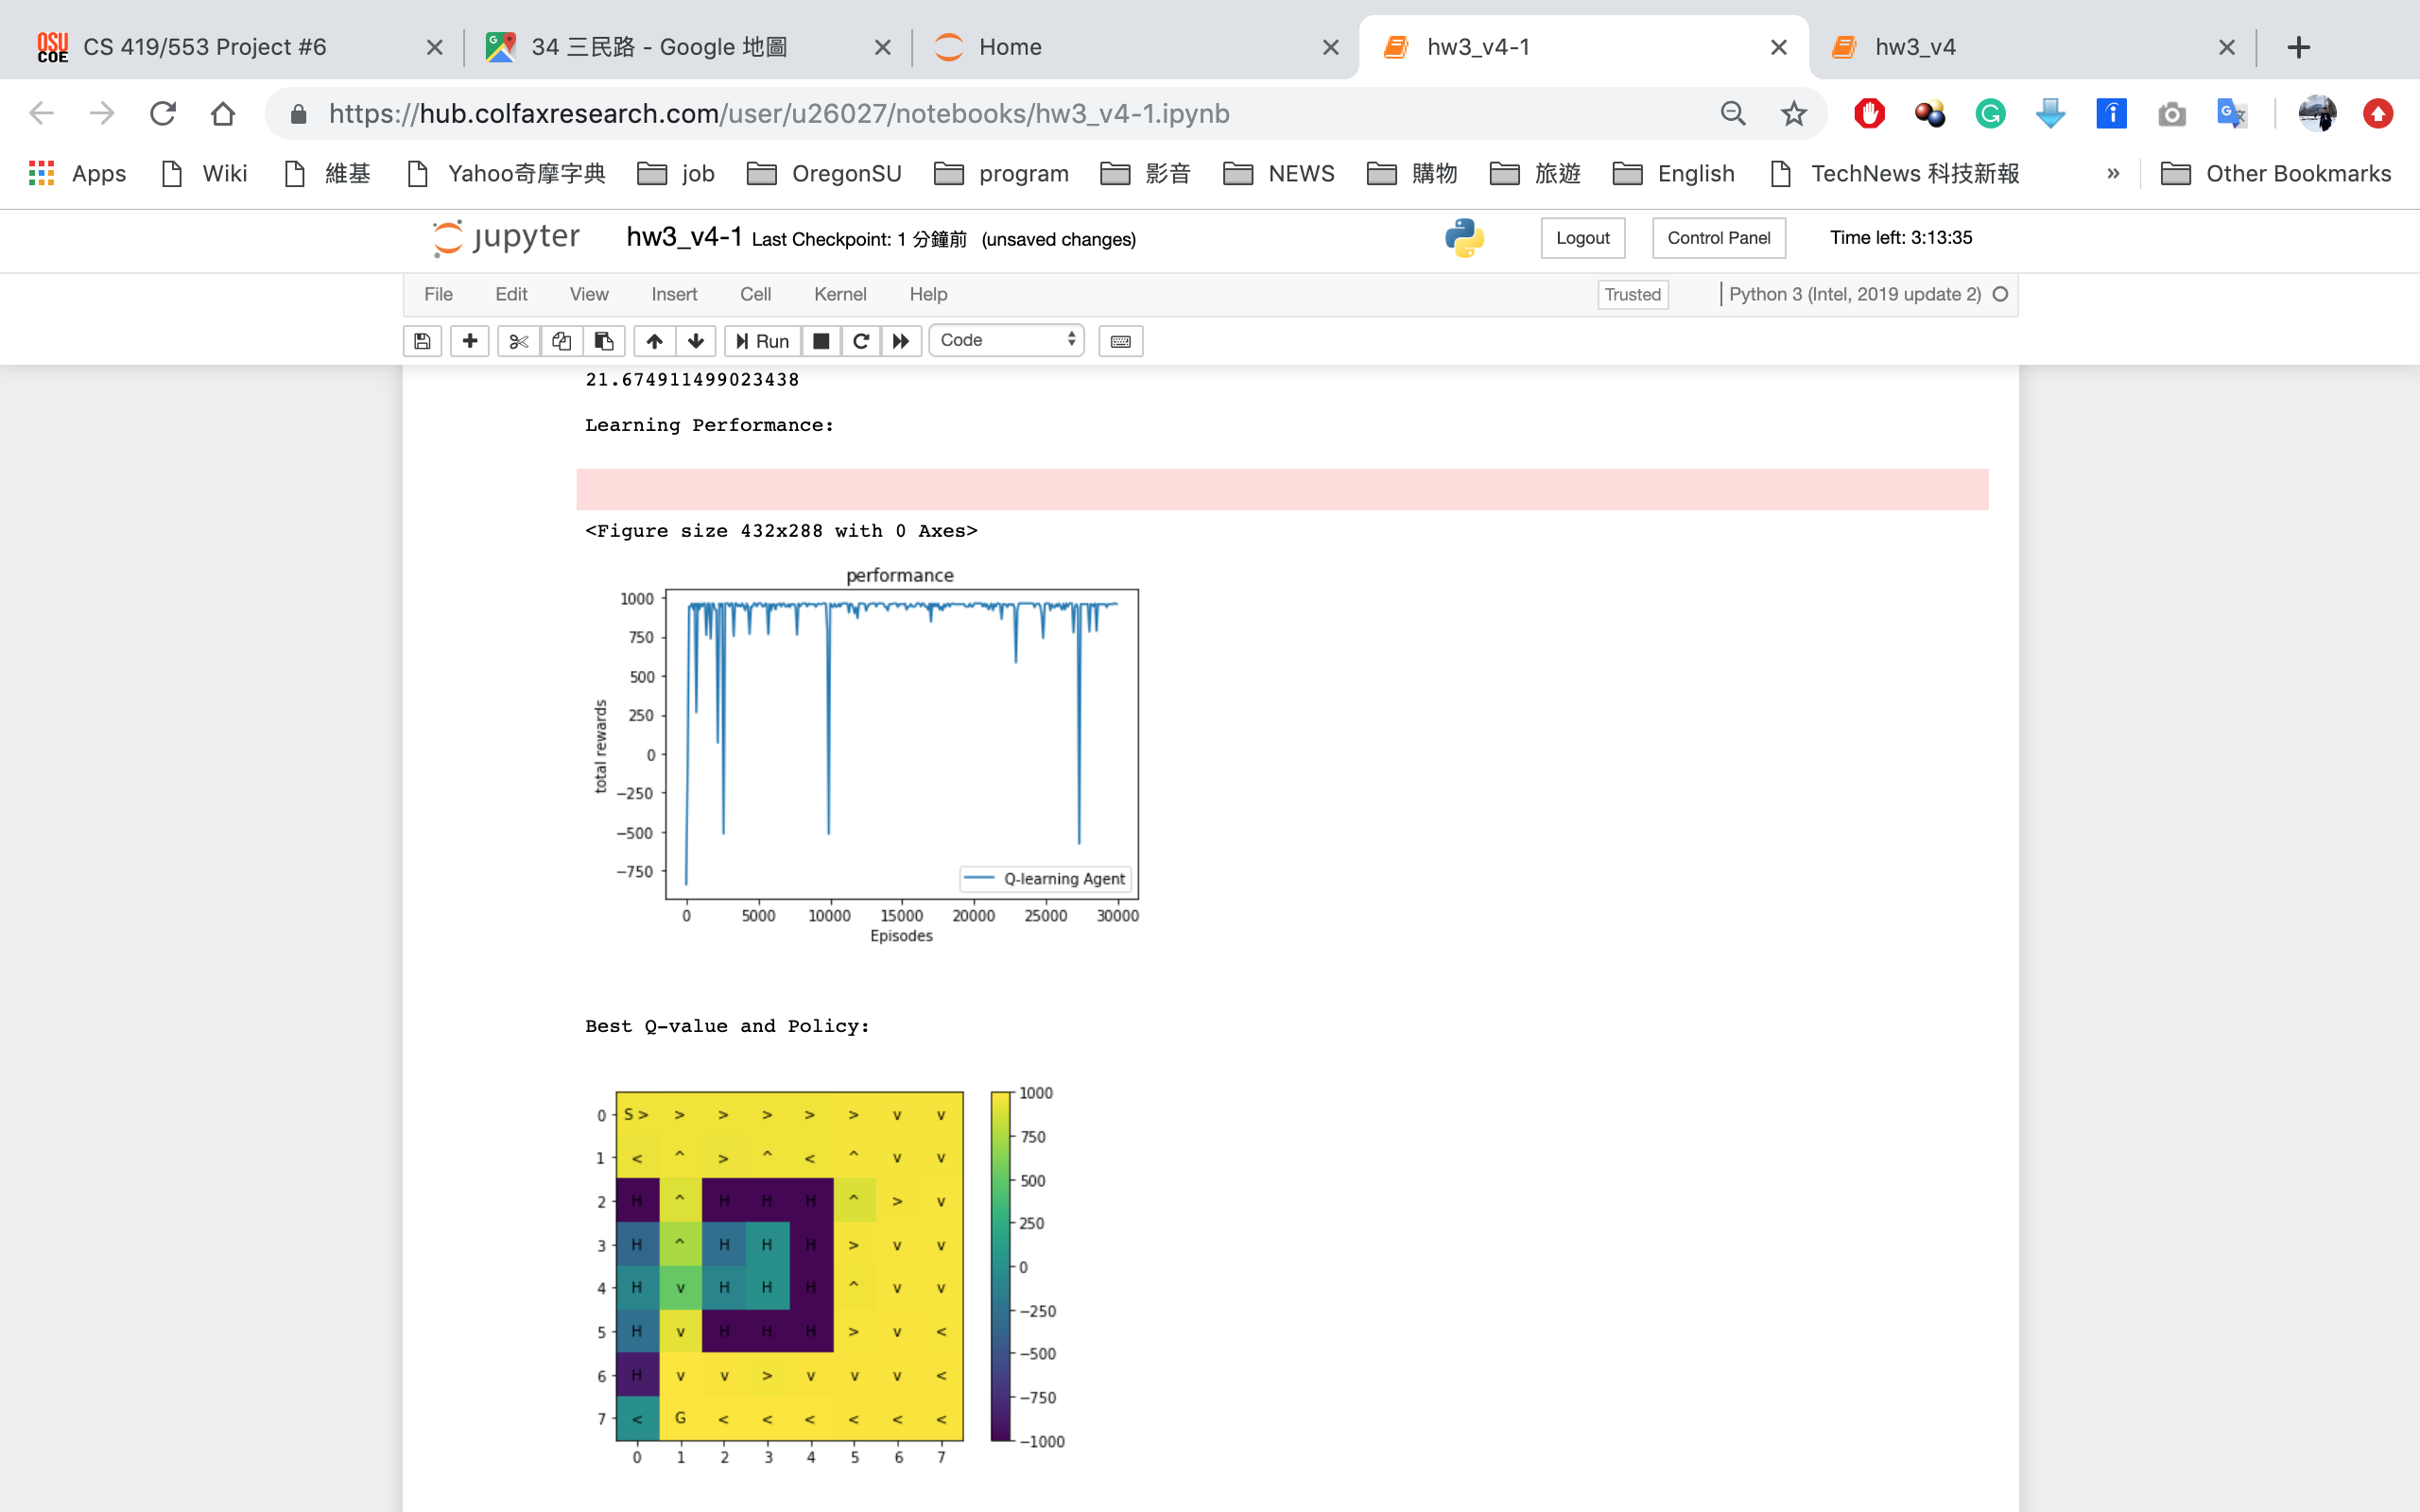 OSU COE CS 419/553 Project #6 34 三民路 - Google 地圖 Home hw3_v4-1 hw3_v4
https://hub.colfaxresearch.com/user/u26027/notebooks/hw3_v4-1.ipynb
Apps Wiki 維基 Yahoo奇摩字典 job OregonSU program 影音 NEWS 購物 旅遊 English TechNews 科技新報 » Other Bookmarks
jupyter hw3_v4-1 Last Checkpoint: 1 分鐘前 (unsaved changes) Logout Control Panel Time left: 3:13:35
File Edit View Insert Cell Kernel Help Trusted Python 3 (Intel, 2019 update 2)
Run Code
21.674911499023438
Learning Performance:
<Figure size 432x288 with 0 Axes>
performance
1000
750
500
250
0
−250
−500
−750
total rewards
Q-learning Agent
0 5000 10000 15000 20000 25000 30000
Episodes
Best Q-value and Policy:
0 S > > > > > > v v
1 < ^ > ^ < ^ v v
2 H ^ H H H ^ > v
3 H ^ H H H > v v
4 H v H H H ^ v v
5 H v H H H > v <
6 H v v > v v v <
7 < G < < < < < <
0 1 2 3 4 5 6 7
1000
750
500
250
0
−250
−500
−750
−1000